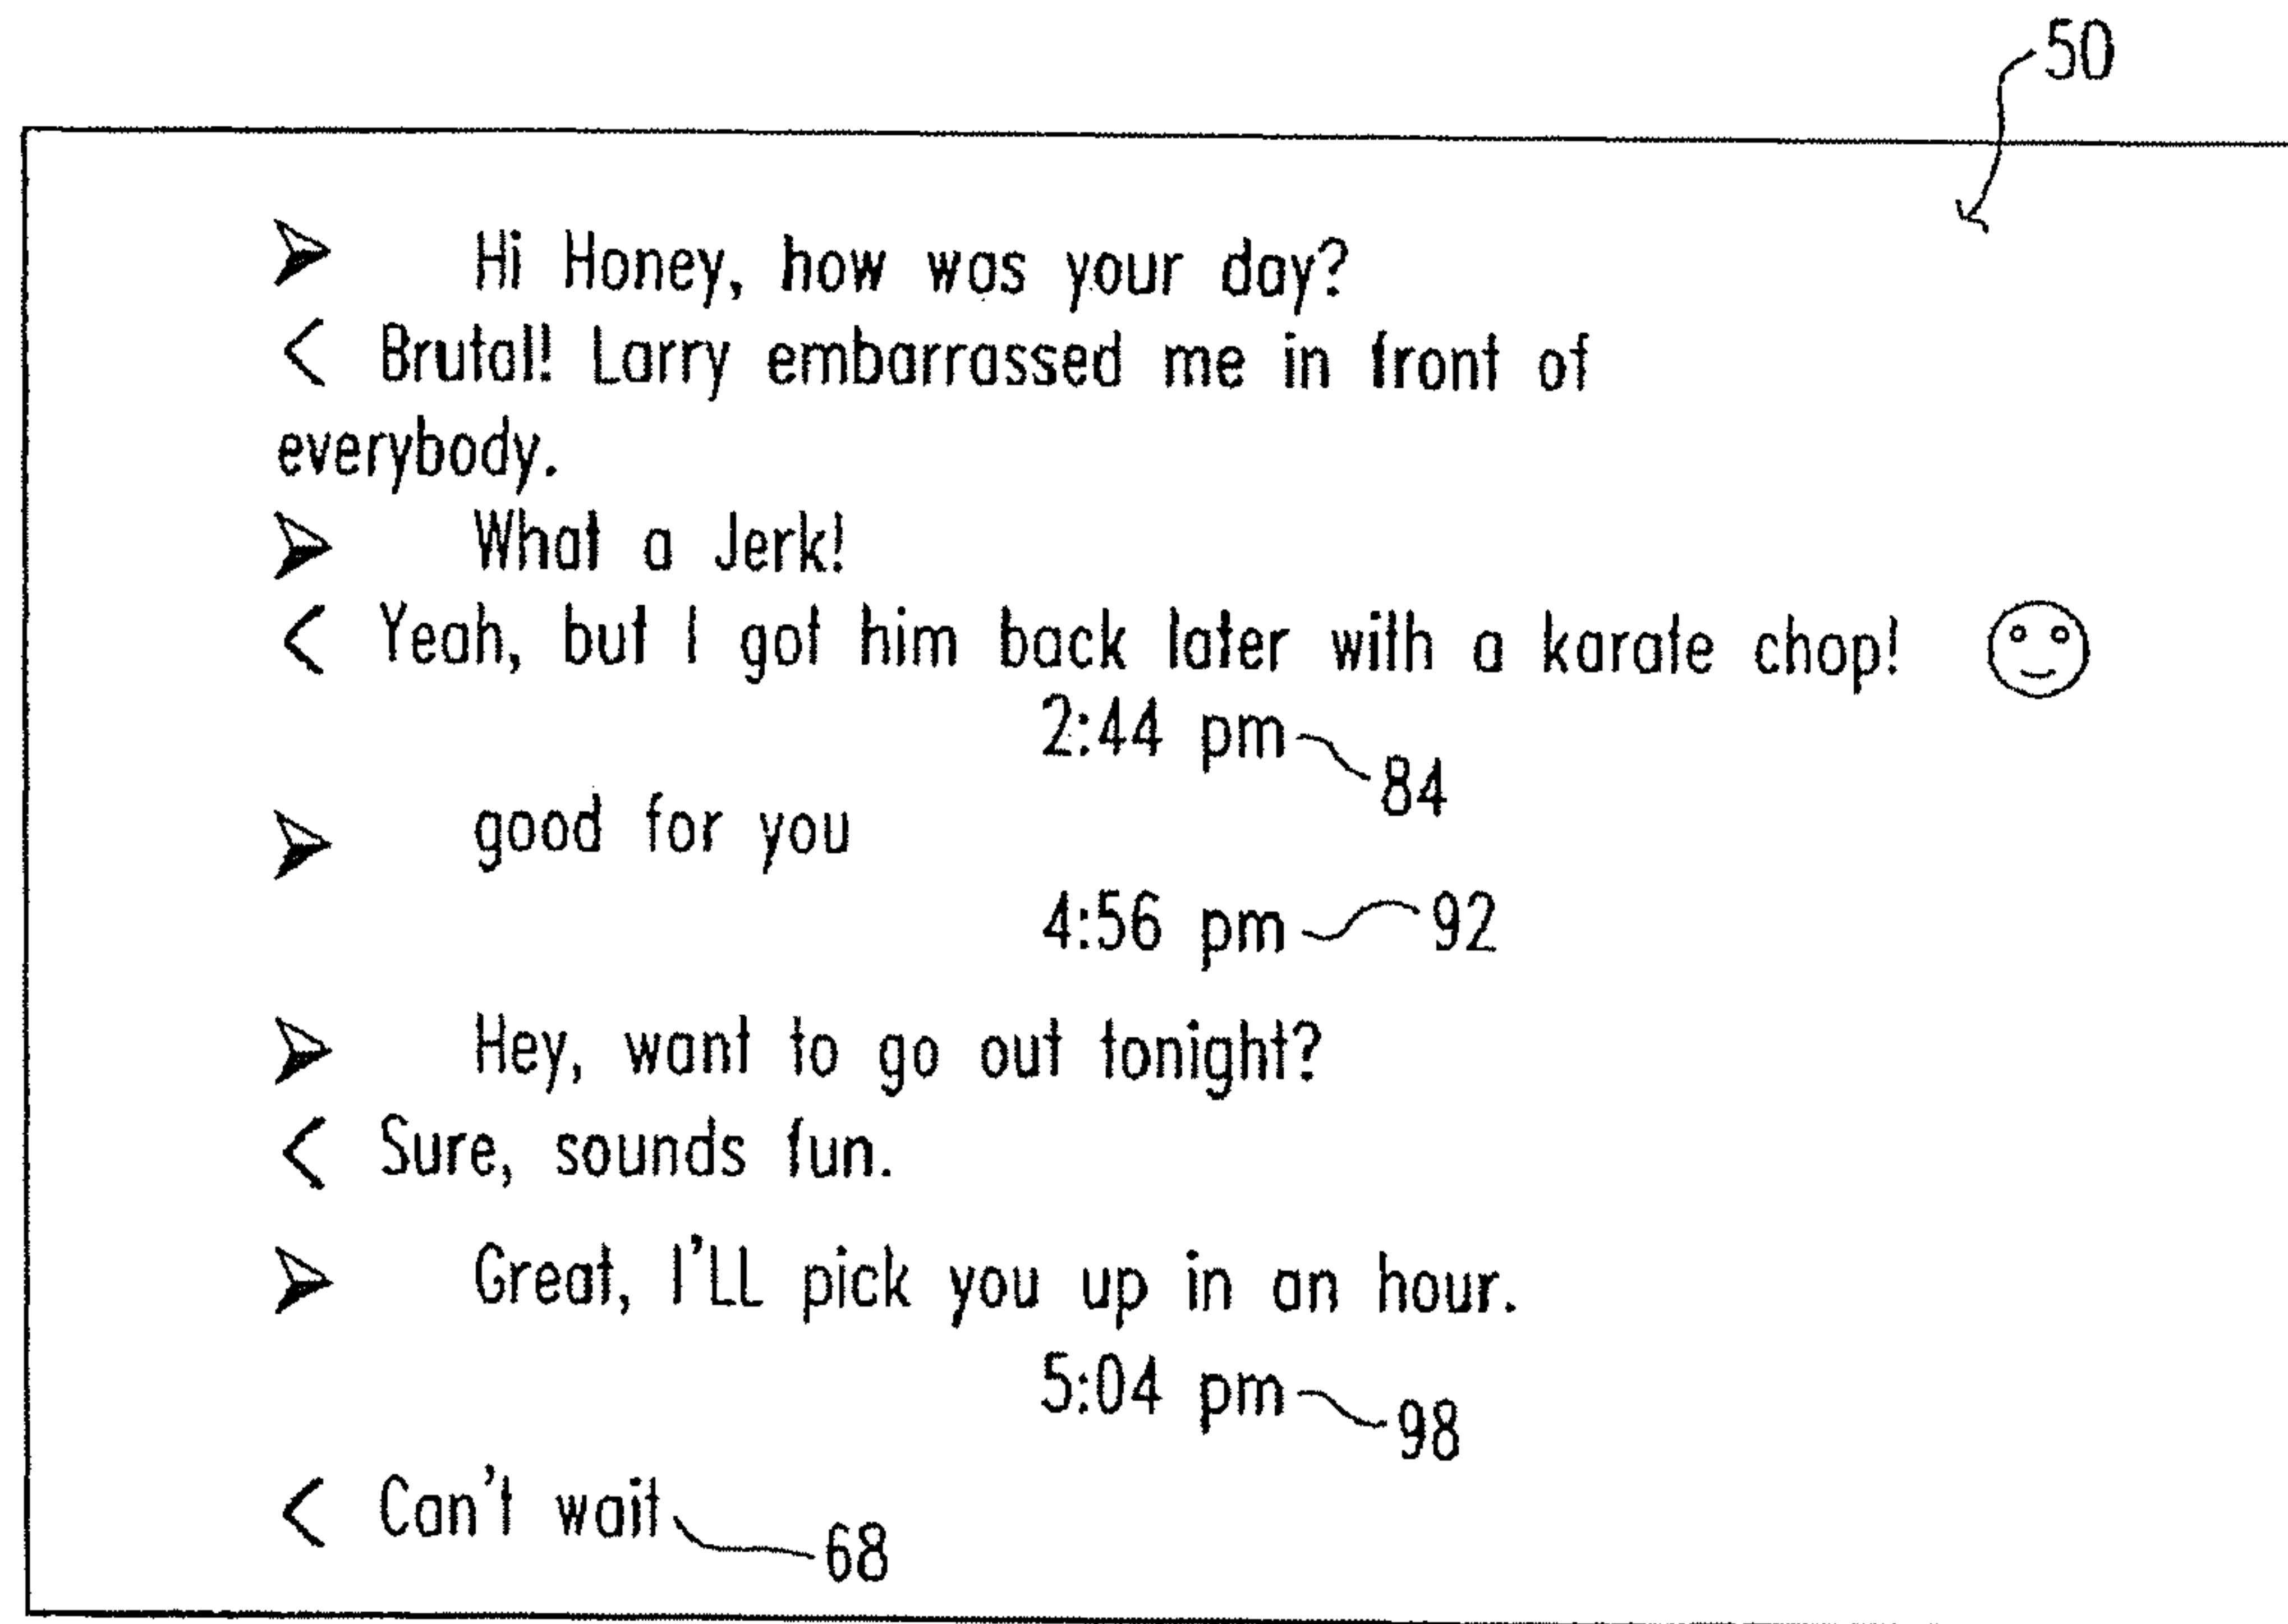 50
➢ Hi Honey, how was your day?
< Brutal! Larry embarrassed me in front of
everybody.
➢ What a Jerk!
< Yeah, but I got him back later with a karate chop! ☺
2:44 pm 84
➢ good for you
4:56 pm 92
➢ Hey, want to go out tonight?
< Sure, sounds fun.
➢ Great, I'LL pick you up in an hour.
5:04 pm 98
< Can't wait 68